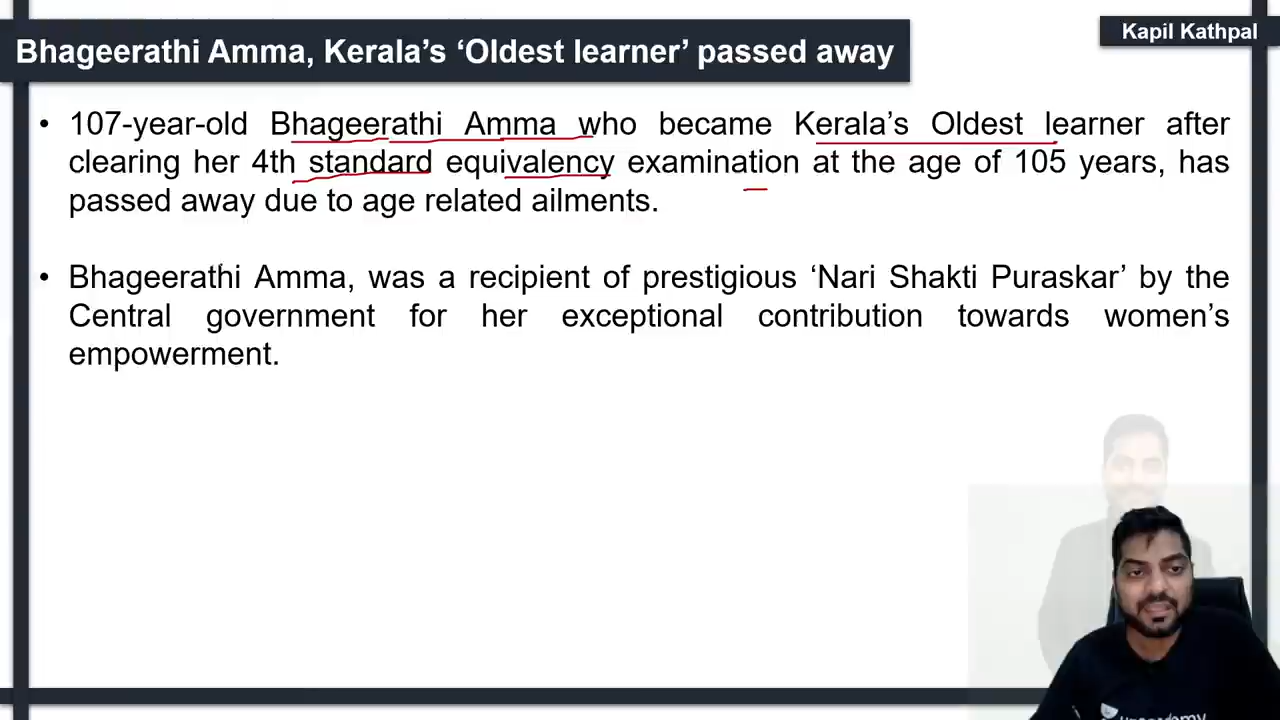 Bhageerathi Amma, Kerala’s ‘Oldest learner’ passed away
Kapil Kathpal
• 107-year-old Bhageerathi Amma who became Kerala’s Oldest learner after
clearing her 4th standard equivalency examination at the age of 105 years, has
passed away due to age related ailments.
• Bhageerathi Amma, was a recipient of prestigious ‘Nari Shakti Puraskar’ by the
Central government for her exceptional contribution towards women’s
empowerment.